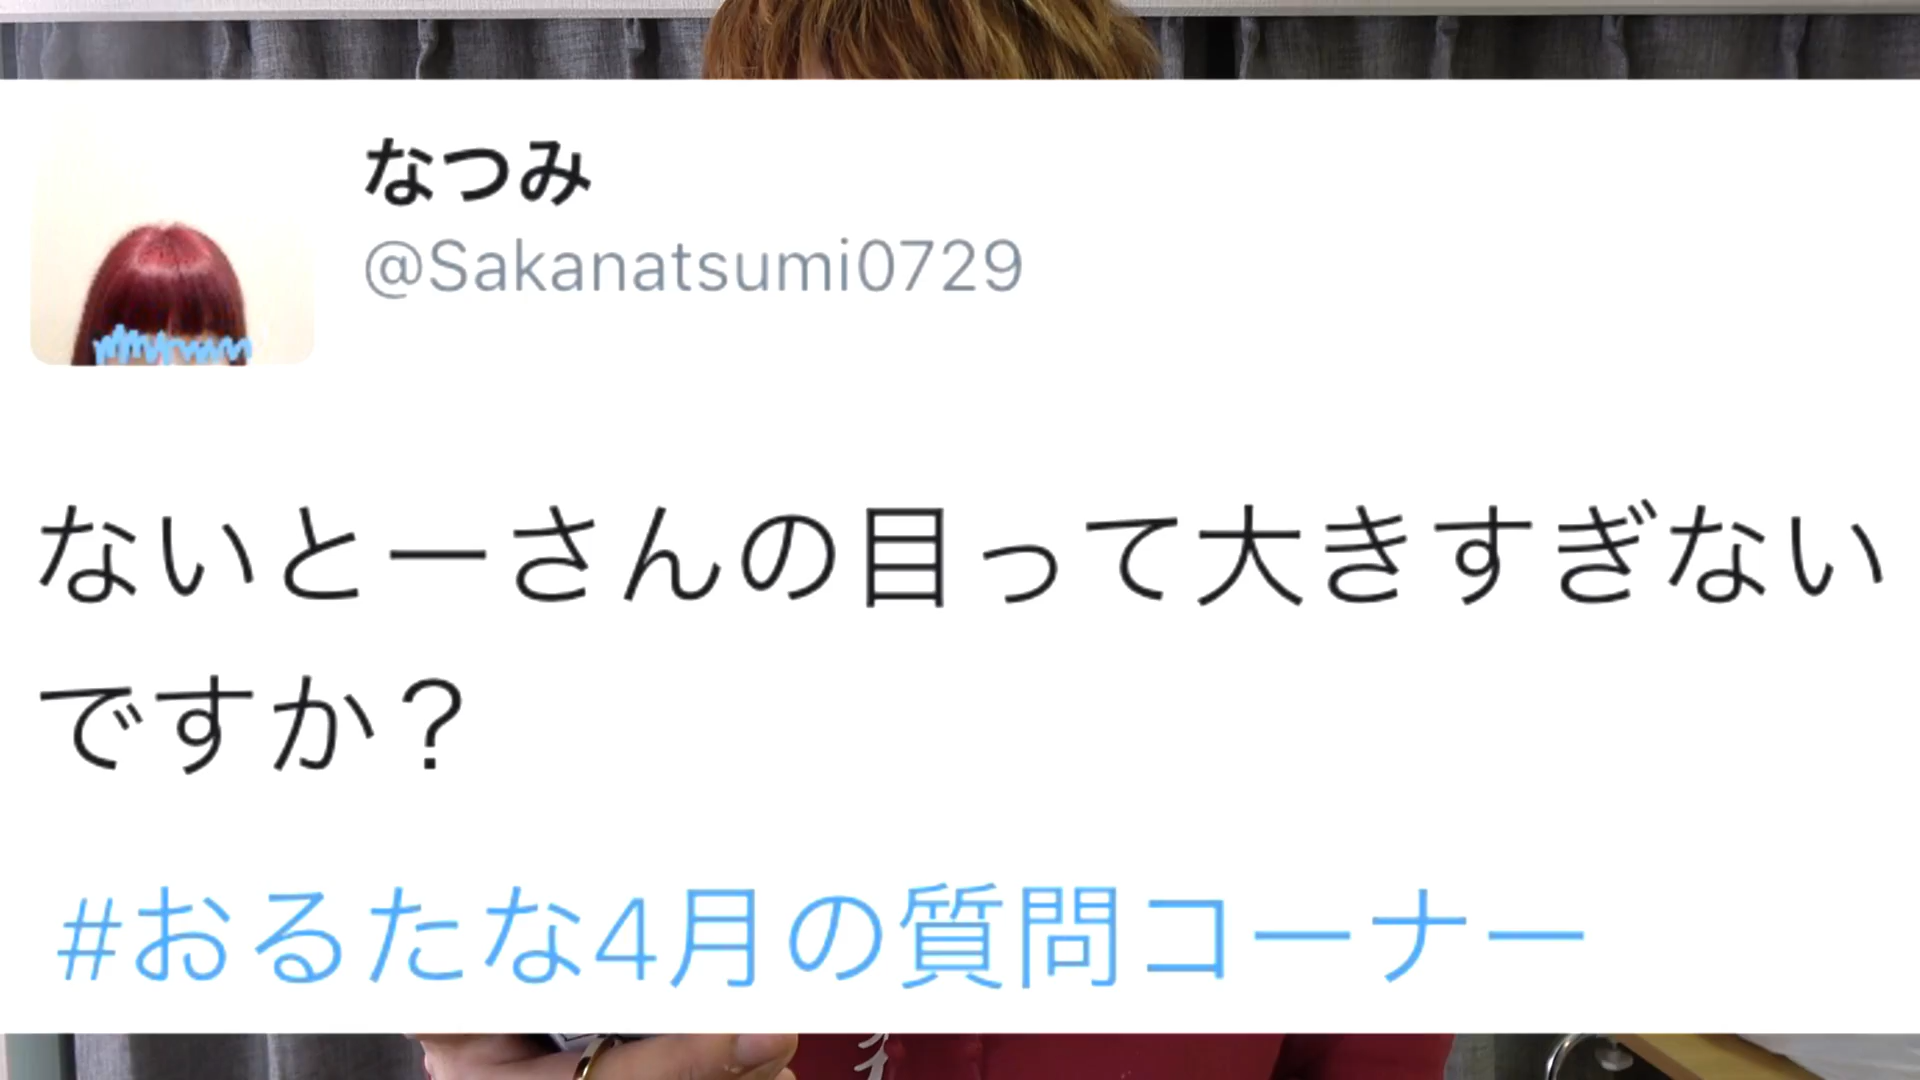 なつみ
@Sakanatsumi0729
ないとーさんの目って大きすぎない
ですか？
#おるたな4月の質問コーナー